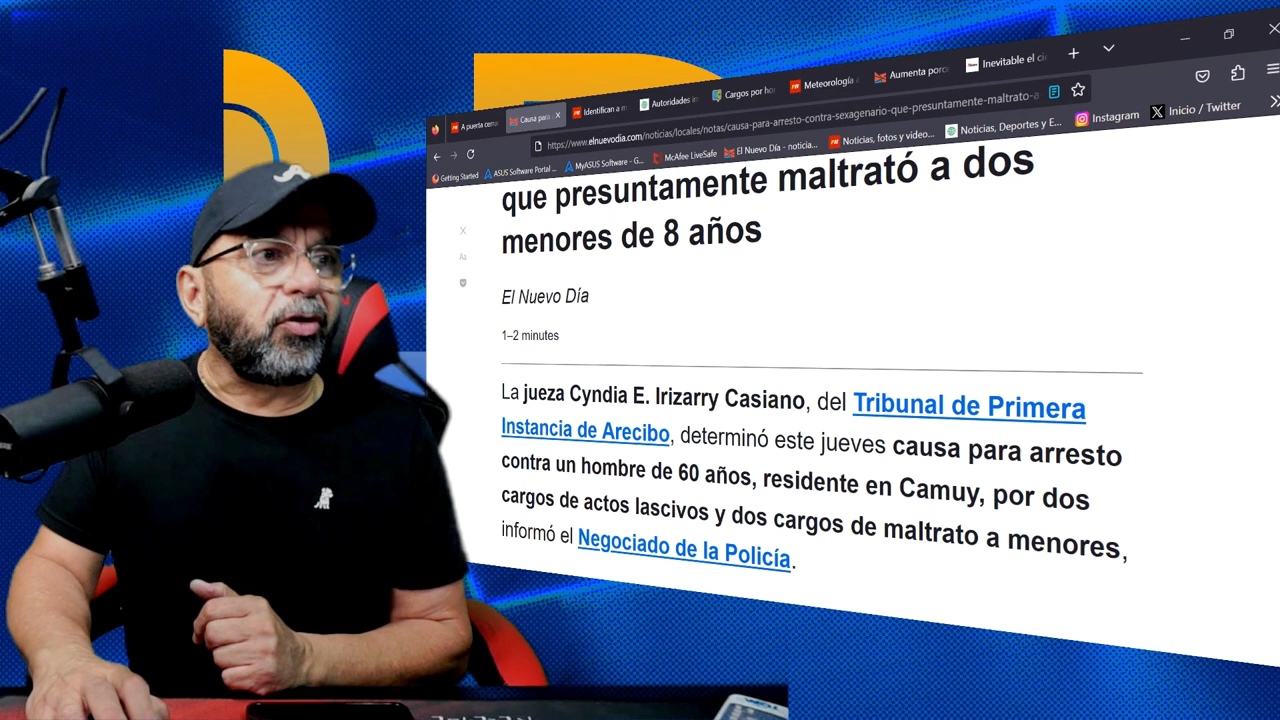 A puerta cerra
Causa para
Identifican a m
Autoridades in
Cargos por ho
Meteorología a
Aumenta porc
Inevitable el ci
https://www.elnuevodia.com/noticias/locales/notas/causa-para-arresto-contra-sexagenario-que-presuntamente-maltrato-a
Getting Started
ASUS Software Portal ...
MyASUS Software - G...
McAfee LiveSafe
El Nuevo Día - noticia...
Noticias, fotos y video...
Noticias, Deportes y E...
Instagram
Inicio / Twitter
que presuntamente maltrató a dos
menores de 8 años
El Nuevo Día
1–2 minutes
La jueza Cyndia E. Irizarry Casiano, del Tribunal de Primera
Instancia de Arecibo, determinó este jueves causa para arresto
contra un hombre de 60 años, residente en Camuy, por dos
cargos de actos lascivos y dos cargos de maltrato a menores,
informó el Negociado de la Policía.